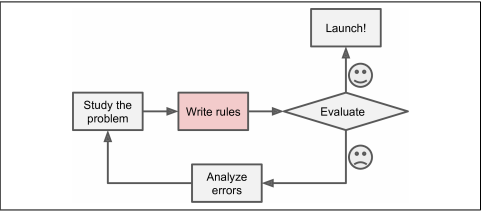 Launch!
Study the
problem
Write rules
Evaluate
Analyze
errors